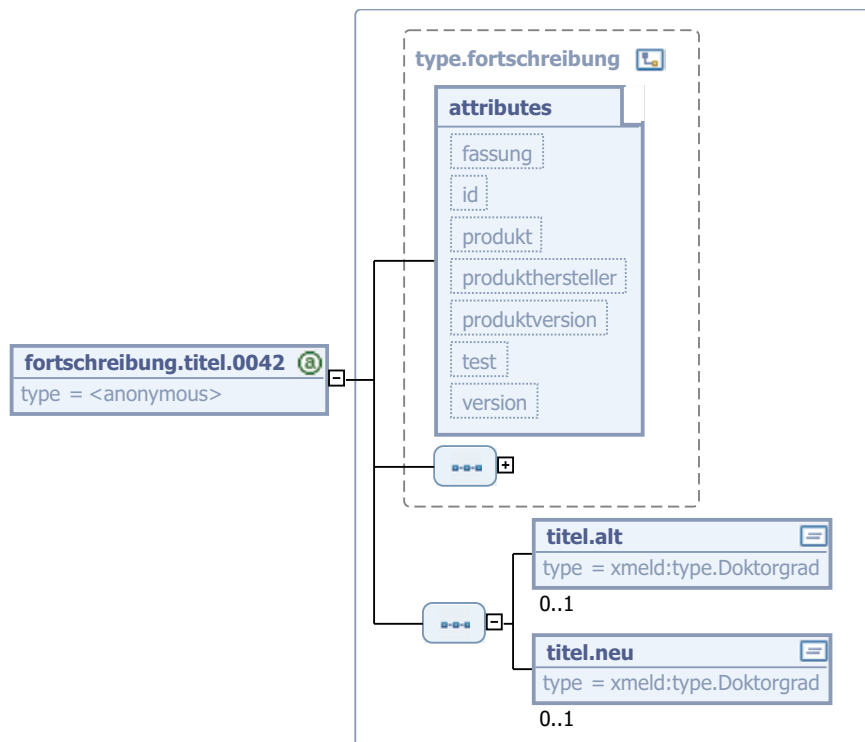 type.fortschreibung
attributes
fassung
id
produkt
produkthersteller
produktversion
test
version
fortschreibung.titel.0042 a
type = <anonymous>
titel.alt
type = xmeld:type.Doktorgrad
0..1
titel.neu
type = xmeld:type.Doktorgrad
0..1